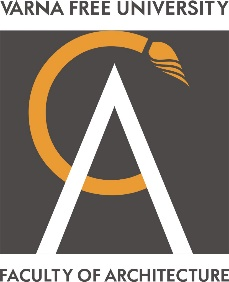 VARNA FREE UNIVERSITY
A
FACULTY OF ARCHITECTURE